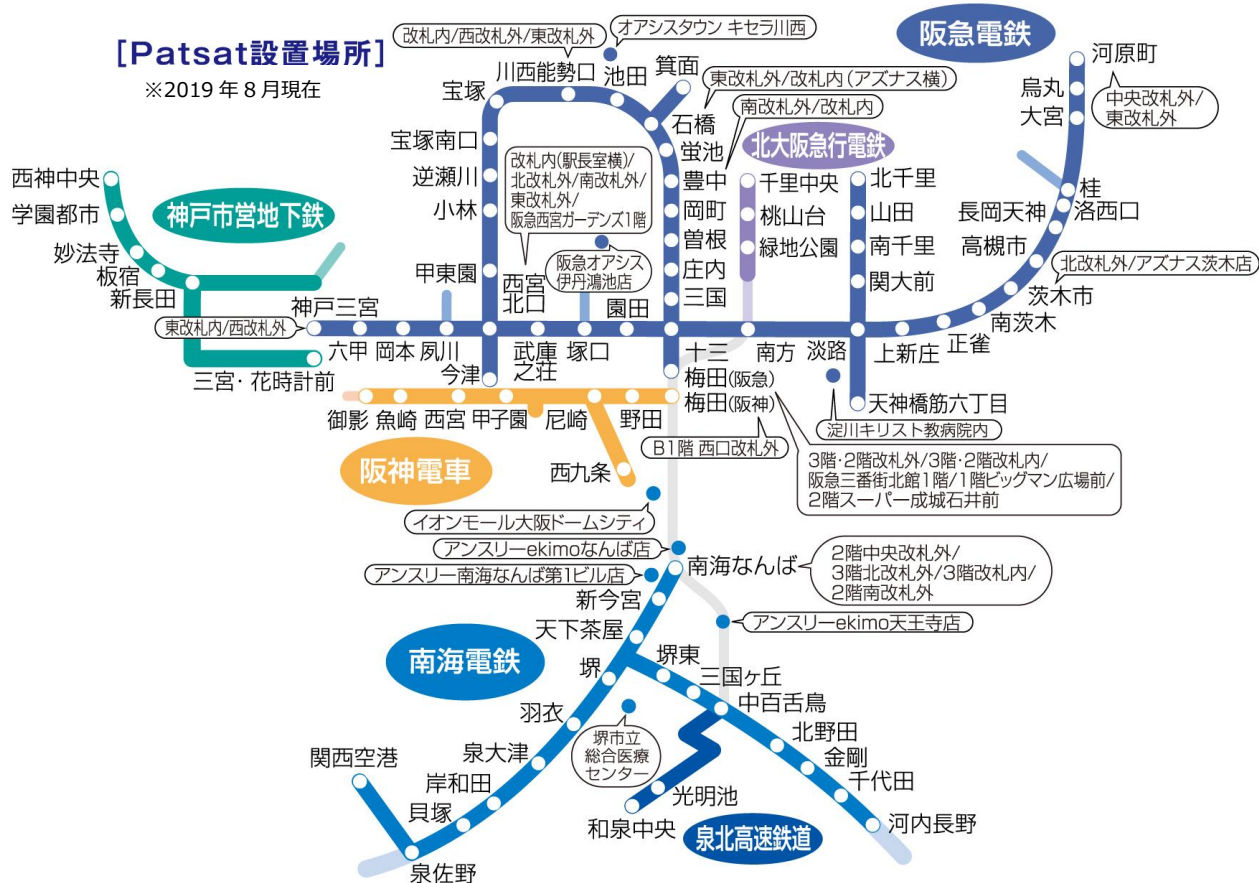 [Patsat設置場所]
※2019年8月現在
改札内/西改札外/東改札外
オアシスタウン キセラ川西
阪急電鉄
河原町
烏丸
大宮
中央改札外/
東改札外
宝塚
川西能勢口
池田
箕面
東改札外/改札内(アズナス横)
南改札外/改札内
石橋
北大阪急行電鉄
宝塚南口
蛍池
逆瀬川
小林
改札内(駅長室横)/
北改札外/南改札外/
東改札外/
阪急西宮ガーデンズ1階
豊中
岡町
曽根
庄内
三国
千里中央
桃山台
緑地公園
北千里
山田
南千里
関大前
桂
洛西口
長岡天神
高槻市
北改札外/アズナス茨木店
茨木市
南茨木
正雀
上新庄
西神中央
学園都市
妙法寺
板宿
新長田
神戸市営地下鉄
甲東園
西宮
北口
阪急オアシス
伊丹鴻池店
園田
神戸三宮
東改札内/西改札外
六甲
岡本
夙川
今津
武庫
之荘
塚口
十三
南方
淡路
三宮・花時計前
梅田(阪急)
梅田(阪神)
天神橋筋六丁目
淀川キリスト教病院内
御影
魚崎
西宮
甲子園
尼崎
野田
B1階 西口改札外
3階・2階改札外/3階・2階改札内/
阪急三番街北館1階/1階ビッグマン広場前/
2階スーパー成城石井前
阪神電車
西九条
イオンモール大阪ドームシティ
アンスリーekimoなんば店
アンスリー南海なんば第1ビル店
南海なんば
2階中央改札外/
3階北改札外/3階改札内/
2階南改札外
新今宮
アンスリーekimo天王寺店
天下茶屋
南海電鉄
堺
堺東
三国ヶ丘
中百舌鳥
羽衣
北野田
金剛
千代田
河内長野
堺市立
総合医療
センター
泉大津
関西空港
岸和田
貝塚
泉佐野
光明池
和泉中央
泉北高速鉄道